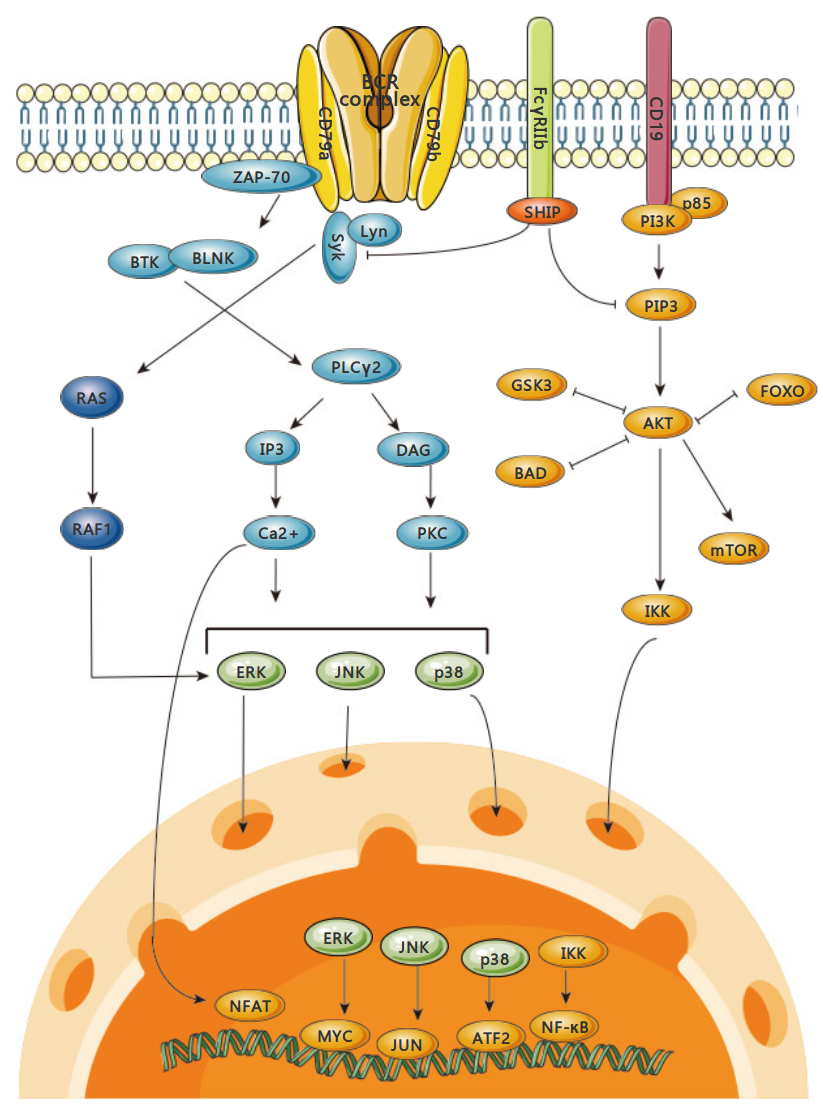 BCR
complex
CD79a
CD79b
FcγRIIb
CD19
ZAP-70
SHIP
p85
PI3K
Lyn
Syk
BTK
BLNK
PIP3
PLCγ2
GSK3
FOXO
RAS
AKT
IP3
DAG
BAD
RAF1
Ca2+
PKC
mTOR
IKK
ERK
JNK
p38
ERK
JNK
p38
IKK
NFAT
MYC
JUN
ATF2
NF-κB